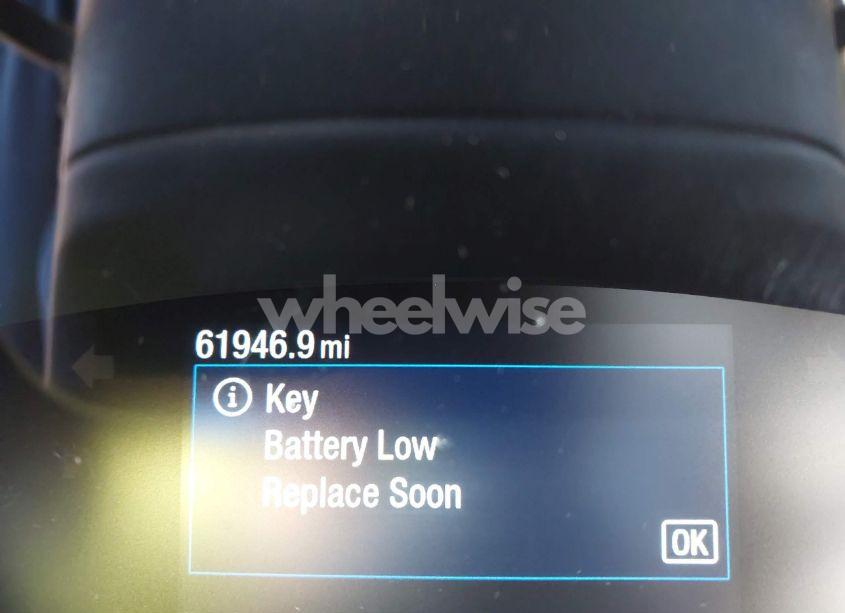 wheelwise
61946.9 mi
i Key
Battery Low
Replace Soon
OK